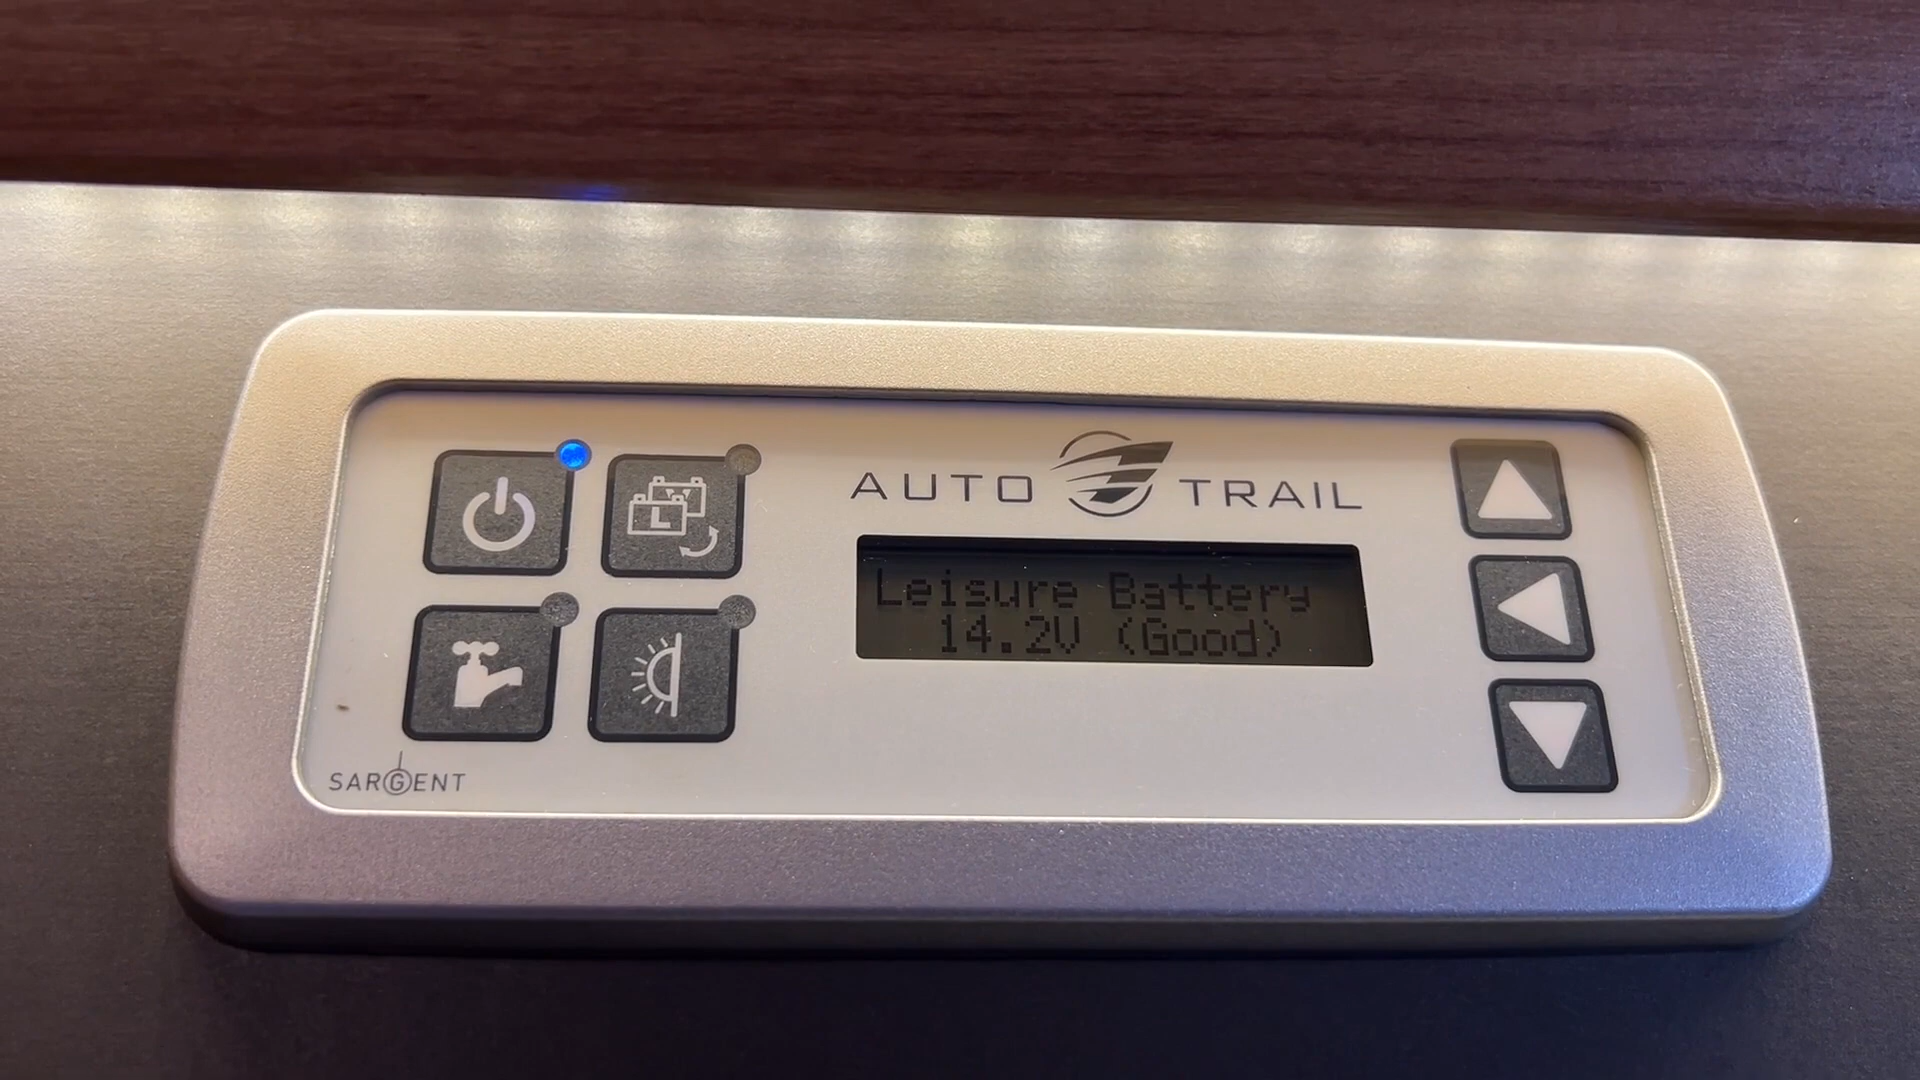 AUTO TRAIL
L
Leisure Battery
14.2V (Good)
SARGENT